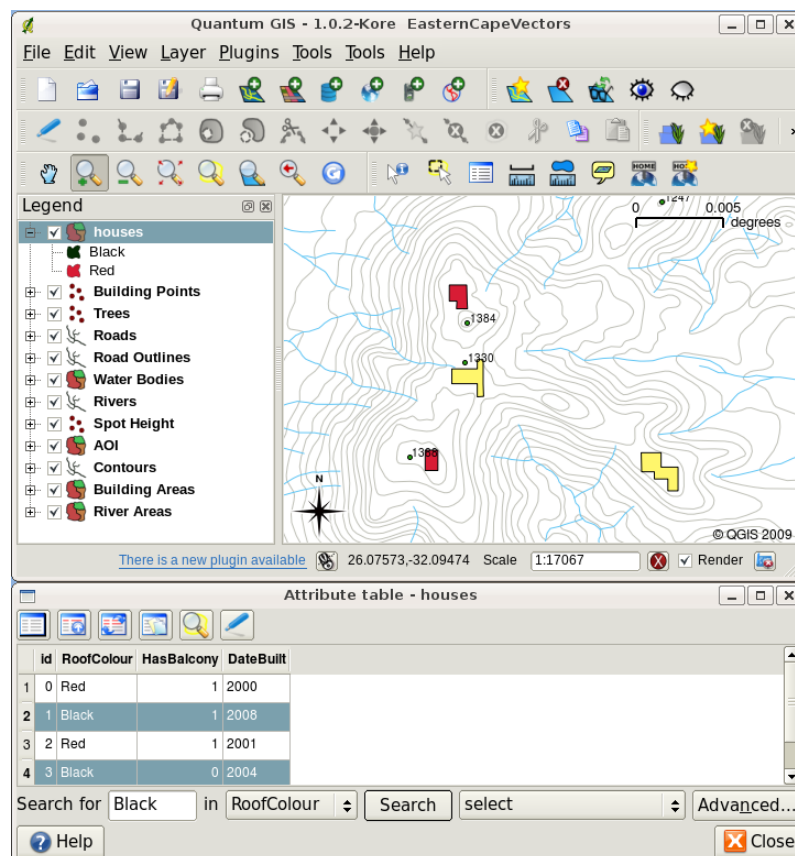 Quantum GIS - 1.0.2-Kore EasternCapeVectors
File Edit View Layer Plugins Tools Tools Help
HOME
Legend
houses
Black
Red
Building Points
Trees
Roads
Road Outlines
Water Bodies
Rivers
Spot Height
AOI
Contours
Building Areas
River Areas
1247
0 0.005
degrees
1384
1330
N
© QGIS 2009
There is a new plugin available 26.07573,-32.09474 Scale 1:17067 Render
Attribute table - houses
id RoofColour HasBalcony DateBuilt
1 0 Red 1 2000
2 1 Black 1 2008
3 2 Red 1 2001
4 3 Black 0 2004
Search for Black in RoofColour Search select Advanced...
Help Close